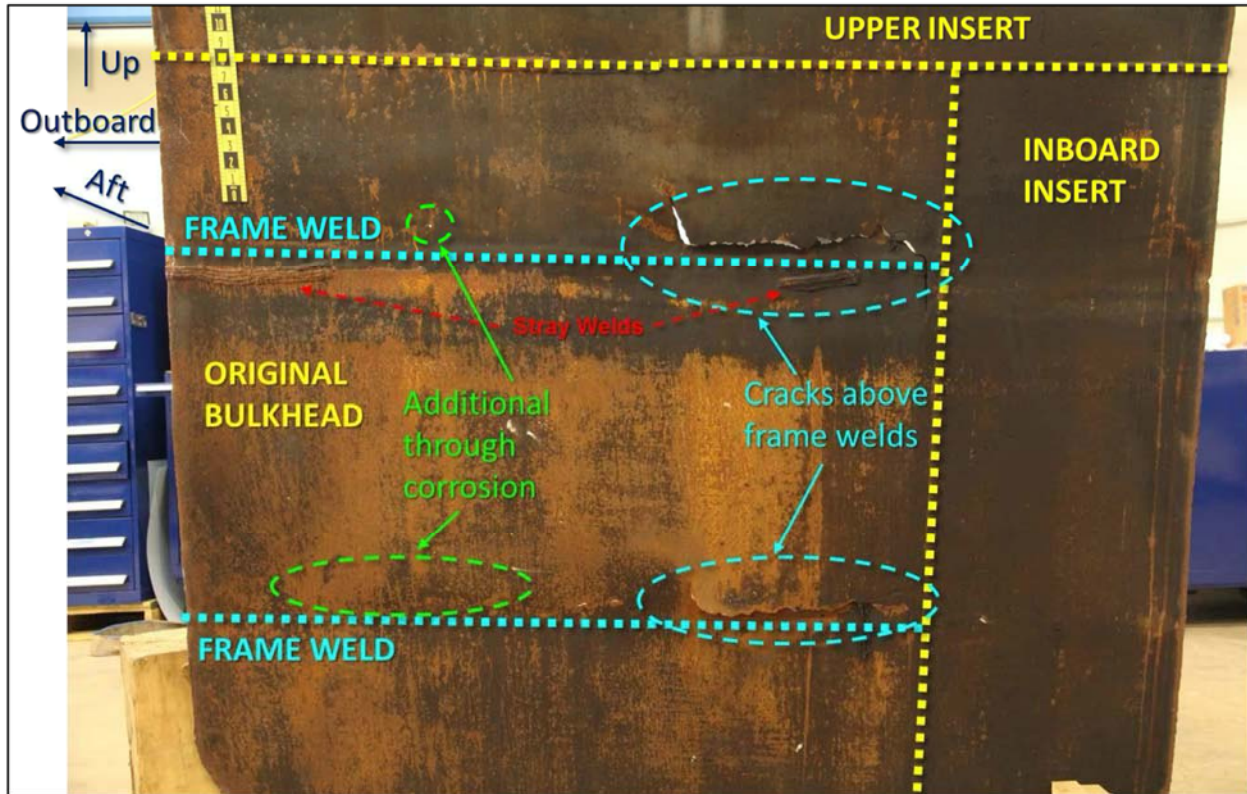 UPPER INSERT
Up
Outboard
Aft
INBOARD
INSERT
FRAME WELD
Stray Welds
ORIGINAL
BULKHEAD
Additional
through
corrosion
Cracks above
frame welds
FRAME WELD